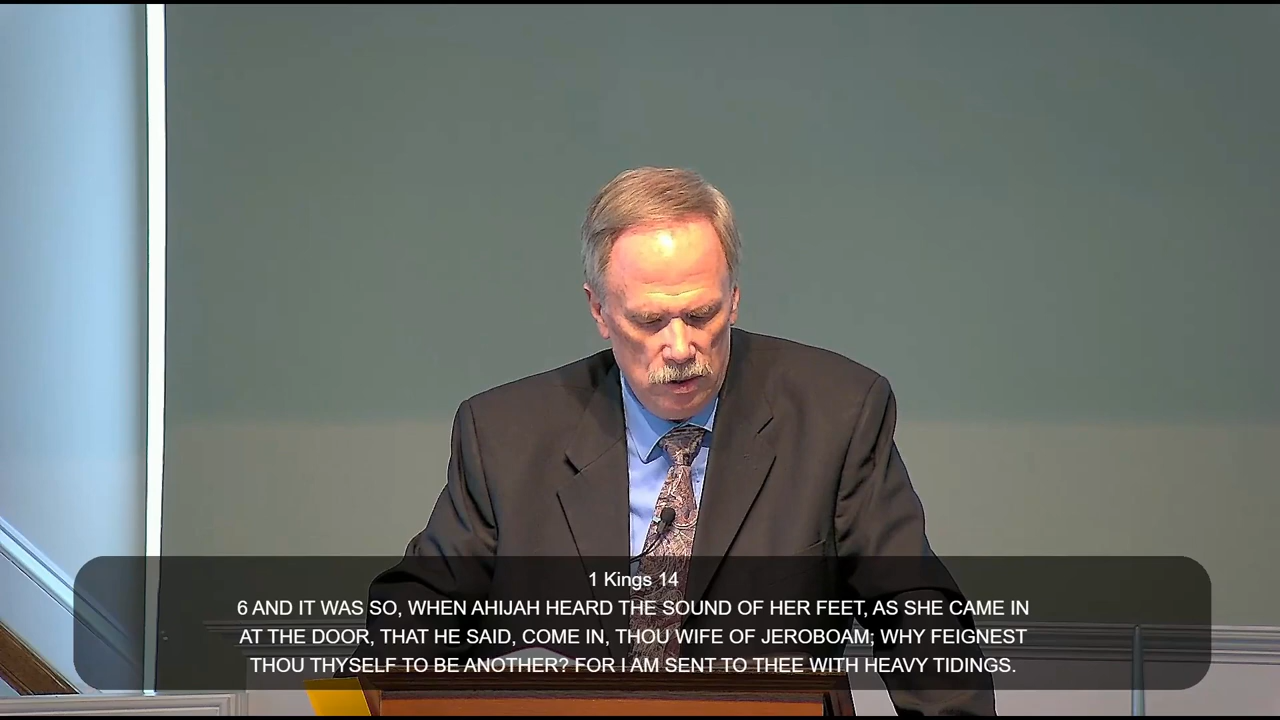 1 Kings 14
6 AND IT WAS SO, WHEN AHIJAH HEARD THE SOUND OF HER FEET, AS SHE CAME IN
AT THE DOOR, THAT HE SAID, COME IN, THOU WIFE OF JEROBOAM; WHY FEIGNEST
THOU THYSELF TO BE ANOTHER? FOR I AM SENT TO THEE WITH HEAVY TIDINGS.